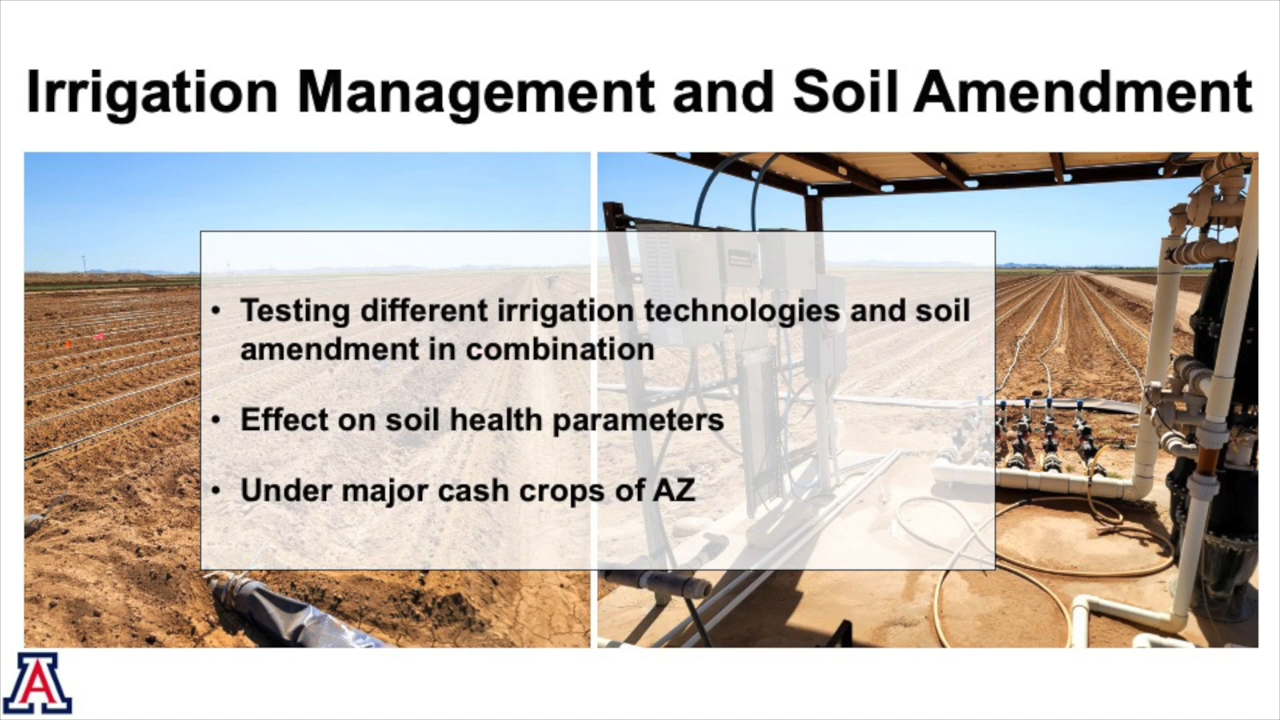 Irrigation Management and Soil Amendment
• Testing different irrigation technologies and soil
amendment in combination
• Effect on soil health parameters
• Under major cash crops of AZ
A